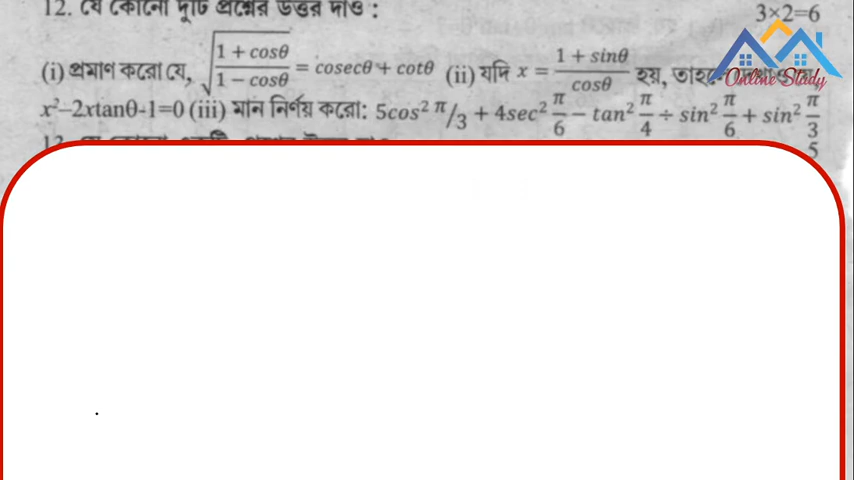 12. যে কোনো দুটি প্রশ্নের উত্তর দাও : 3×2=6
(i) প্রমাণ করো যে, √(1 + cosθ / 1 − cosθ) = cosecθ + cotθ (ii) যদি x = 1 + sinθ / cosθ হয়,
Online Study
x²−2xtanθ-1=0 (iii) মান নির্ণয় করো: 5cos² π/3 + 4sec² π/6 − tan² π/4 ÷ sin² π/6 + sin² π/3
5